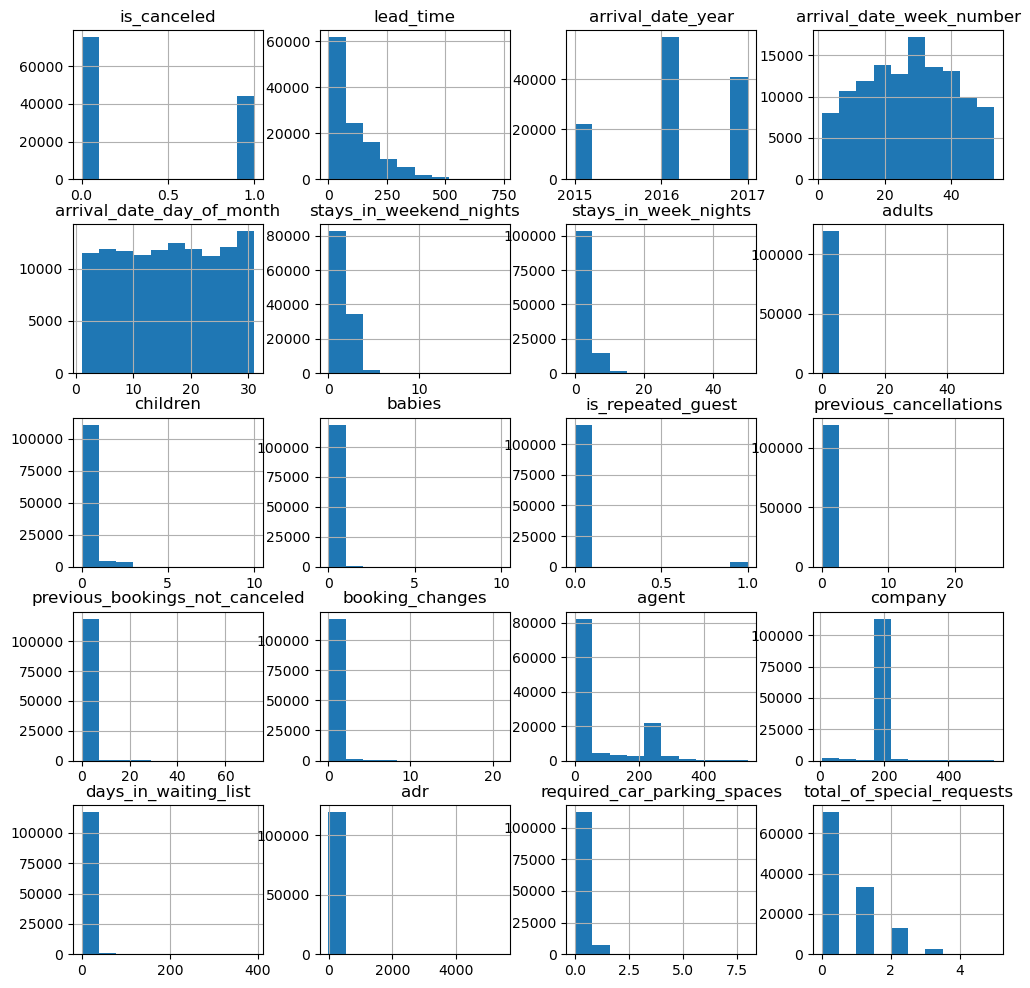 is_canceled
lead_time
arrival_date_year
arrival_date_week_number
60000
40000
20000
0
0.0 0.5 1.0
60000
40000
20000
0
0 250 500 750
40000
20000
0
2015 2016 2017
15000
10000
5000
0
0 20 40
arrival_date_day_of_month
stays_in_weekend_nights
stays_in_week_nights
adults
10000
5000
0
0 10 20 30
80000
60000
40000
20000
0
0 10
100000
75000
50000
25000
0
0 20 40
100000
50000
0
0 20 40
children
babies
is_repeated_guest
previous_cancellations
100000
75000
50000
25000
0
0 5 10
100000
50000
0
0 5 10
100000
75000
50000
25000
0
0.0 0.5 1.0
100000
50000
0
0 10 20
previous_bookings_not_canceled
booking_changes
agent
company
100000
75000
50000
25000
0
0 20 40 60
100000
75000
50000
25000
0
0 10 20
80000
60000
40000
20000
0
0 200 400
100000
75000
50000
25000
0
0 200 400
days_in_waiting_list
adr
required_car_parking_spaces
total_of_special_requests
100000
75000
50000
25000
0
0 200 400
100000
50000
0
0 2000 4000
100000
75000
50000
25000
0
0.0 2.5 5.0 7.5
60000
40000
20000
0
0 2 4